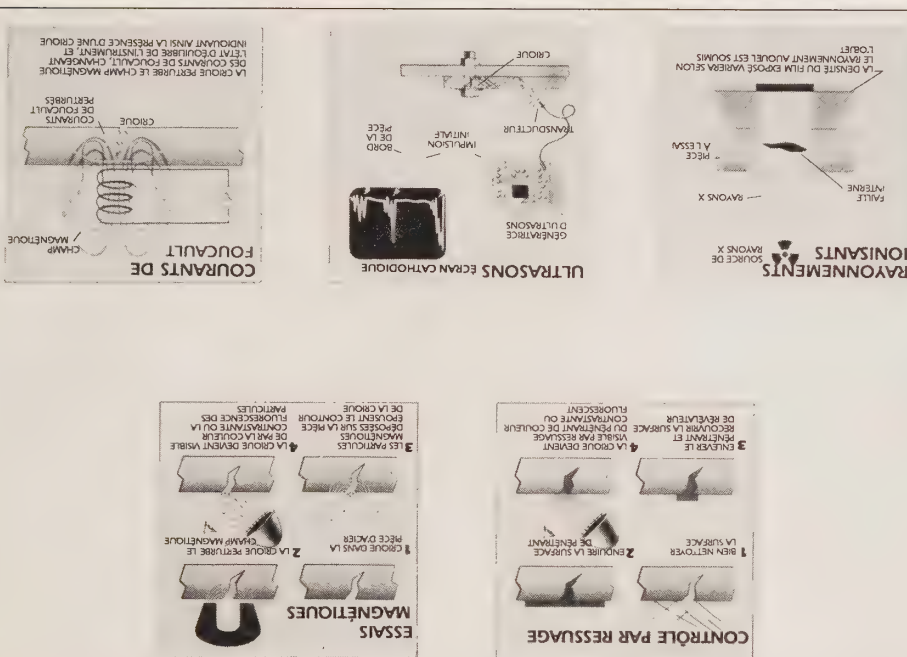 CONTRÔLE PAR RESSUAGE
1 BIEN NETTOYER
LA SURFACE
2 ENDUIRE LA SURFACE
DE PÉNÉTRANT
3 ENLEVER LE
PÉNÉTRANT ET
RECOUVRIR LA SURFACE
DE RÉVÉLATEUR
4 LA CRIQUE DEVIENT
VISIBLE PAR RESSUAGE
DU PÉNÉTRANT DE COULEUR
CONTRASTANTE OU
FLUORESCENT
ESSAIS
MAGNÉTIQUES
1 CRIQUE DANS LA
PIÈCE D'ACIER
2 LA CRIQUE PERTURBE LE
CHAMP MAGNÉTIQUE
3 LES PARTICULES
MAGNÉTIQUES
DÉPOSÉES SUR LA PIÈCE
ÉPOUSENT LE CONTOUR
DE LA CRIQUE
4 LA CRIQUE DEVIENT VISIBLE
DE PAR LA COULEUR
CONTRASTANTE OU LA
FLUORESCENCE DES
PARTICULES
RAYONNEMENTS
IONISANTS
SOURCE DE
RAYONS X
RAYONS X
FAILLE
INTERNE
PIÈCE
À L'ESSAI
LA DENSITÉ DU FILM EXPOSÉ VARIERA SELON
LE RAYONNEMENT AUQUEL EST SOUMIS
L'OBJET
ULTRASONS
ÉCRAN CATHODIQUE
GÉNÉRATRICE
D'ULTRASONS
IMPULSION
INITIALE
BORD
DE LA
PIÈCE
TRANSDUCTEUR
CRIQUE
COURANTS DE
FOUCAULT
CHAMP
MAGNÉTIQUE
CRIQUE
COURANTS
DE FOUCAULT
PERTURBÉS
LA CRIQUE PERTURBE LE CHAMP MAGNÉTIQUE
DES COURANTS DE FOUCAULT, CHANGEANT
L'ÉTAT D'ÉQUILIBRE DE L'INSTRUMENT, ET
INDIQUANT AINSI LA PRÉSENCE D'UNE CRIQUE